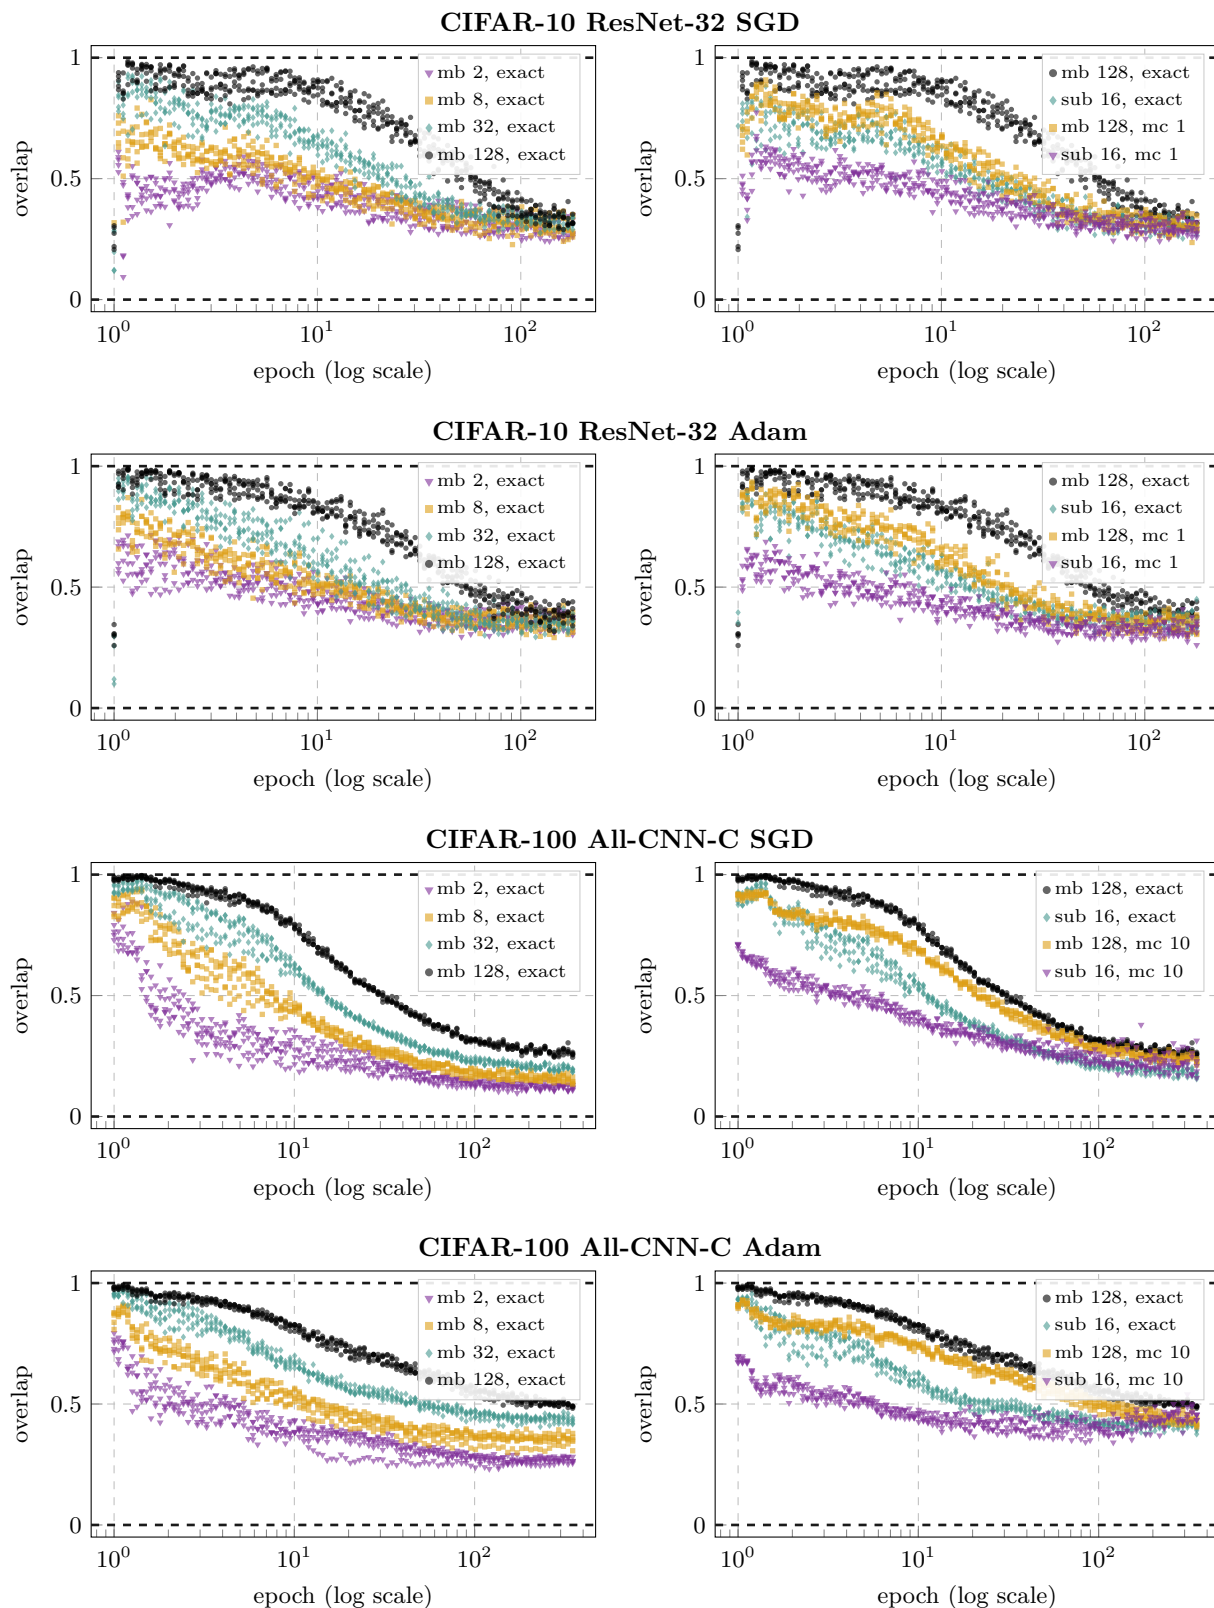 CIFAR-10 ResNet-32 SGD
1
0.5
0
overlap
mb 2, exact
mb 8, exact
mb 32, exact
mb 128, exact
10^0
10^1
10^2
epoch (log scale)
1
0.5
0
overlap
mb 128, exact
sub 16, exact
mb 128, mc 1
sub 16, mc 1
10^0
10^1
10^2
epoch (log scale)
CIFAR-10 ResNet-32 Adam
1
0.5
0
overlap
mb 2, exact
mb 8, exact
mb 32, exact
mb 128, exact
10^0
10^1
10^2
epoch (log scale)
1
0.5
0
overlap
mb 128, exact
sub 16, exact
mb 128, mc 1
sub 16, mc 1
10^0
10^1
10^2
epoch (log scale)
CIFAR-100 All-CNN-C SGD
1
0.5
0
overlap
mb 2, exact
mb 8, exact
mb 32, exact
mb 128, exact
10^0
10^1
10^2
epoch (log scale)
1
0.5
0
overlap
mb 128, exact
sub 16, exact
mb 128, mc 10
sub 16, mc 10
10^0
10^1
10^2
epoch (log scale)
CIFAR-100 All-CNN-C Adam
1
0.5
0
overlap
mb 2, exact
mb 8, exact
mb 32, exact
mb 128, exact
10^0
10^1
10^2
epoch (log scale)
1
0.5
0
overlap
mb 128, exact
sub 16, exact
mb 128, mc 10
sub 16, mc 10
10^0
10^1
10^2
epoch (log scale)